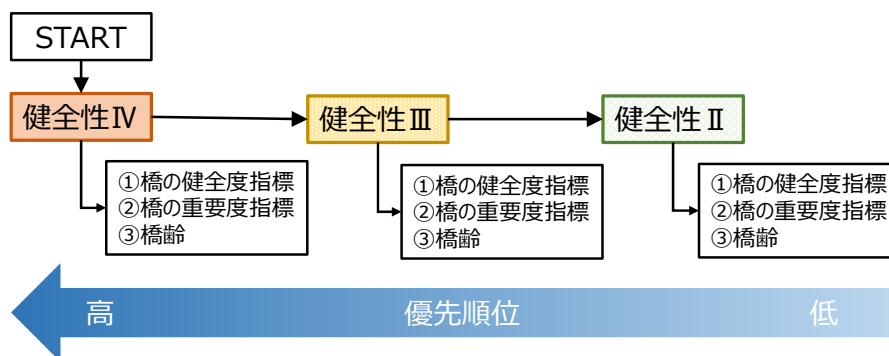 START
健全性Ⅳ
健全性Ⅲ
健全性Ⅱ
①橋の健全度指標
②橋の重要度指標
③橋齢
①橋の健全度指標
②橋の重要度指標
③橋齢
①橋の健全度指標
②橋の重要度指標
③橋齢
高 優先順位 低